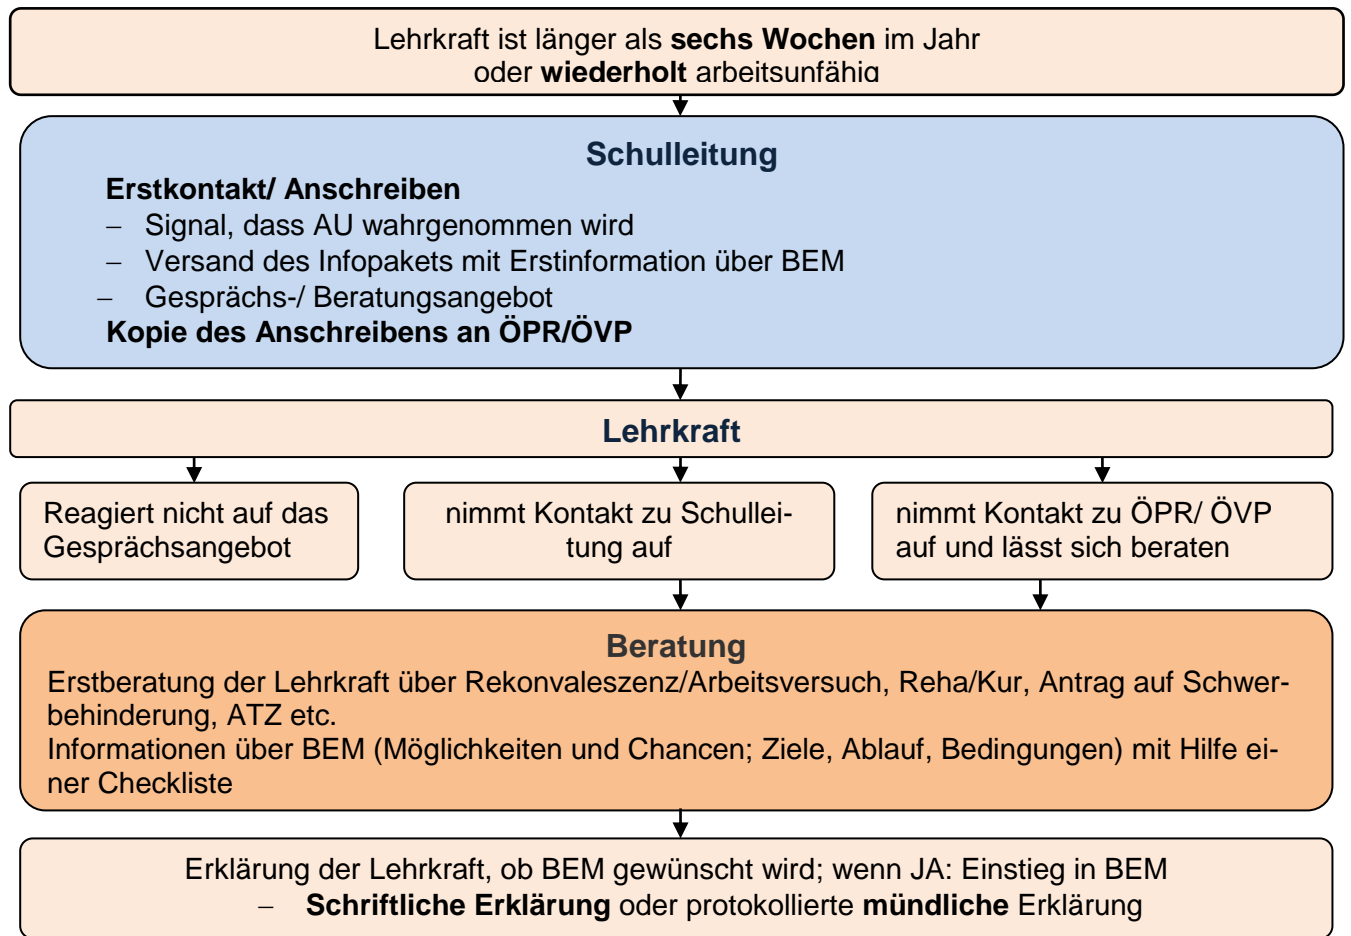 Lehrkraft ist länger als sechs Wochen im Jahr
oder wiederholt arbeitsunfähig
Schulleitung
Erstkontakt/ Anschreiben
– Signal, dass AU wahrgenommen wird
– Versand des Infopakets mit Erstinformation über BEM
– Gesprächs-/ Beratungsangebot
Kopie des Anschreibens an ÖPR/ÖVP
Lehrkraft
Reagiert nicht auf das
Gesprächsangebot
nimmt Kontakt zu Schullei-
tung auf
nimmt Kontakt zu ÖPR/ ÖVP
auf und lässt sich beraten
Beratung
Erstberatung der Lehrkraft über Rekonvaleszenz/Arbeitsversuch, Reha/Kur, Antrag auf Schwer-
behinderung, ATZ etc.
Informationen über BEM (Möglichkeiten und Chancen; Ziele, Ablauf, Bedingungen) mit Hilfe ei-
ner Checkliste
Erklärung der Lehrkraft, ob BEM gewünscht wird; wenn JA: Einstieg in BEM
– Schriftliche Erklärung oder protokollierte mündliche Erklärung